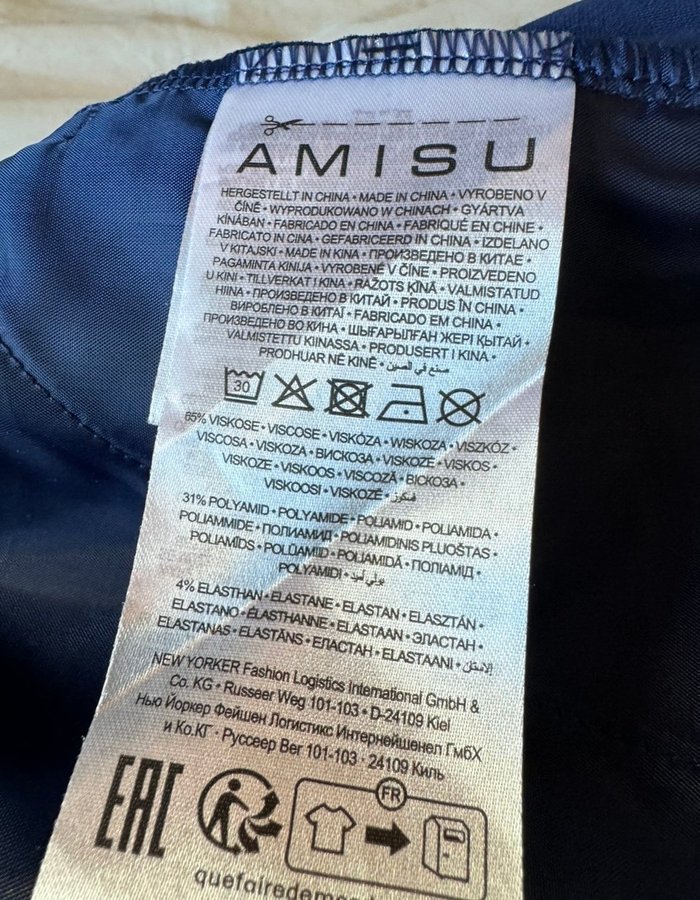 AMISU
HERGESTELLT IN CHINA • MADE IN CHINA • VYROBENO V
ČÍNĚ • WYPRODUKOWANO W CHINACH • GYÁRTVA
KÍNÁBAN • FABRICADO EN CHINA • FABRIQUÉ EN CHINE •
FABRICATO IN CINA • GEFABRICEERD IN CHINA • IZDELANO
V KITAJSKI • MADE IN KINA • ПРОИЗВЕДЕНО В КИТАЕ •
PAGAMINTA KINIJA • VYROBENÉ V ČÍNE • PROIZVEDENO
U KINI • TILLVERKAT I KINA • RAŽOTS ĶĪNĀ • VALMISTATUD
HIINA • ПРОИЗВЕДЕНО В КИТАЙ • PRODUS ÎN CHINA •
ВИРОБЛЕНО В КИТАЇ • FABRICADO EM CHINA •
ПРОИЗВЕДЕНО ВО КИНА • ШЫҒАРЫЛҒАН ЖЕРІ ҚЫТАЙ •
VALMISTETTU KIINASSA • PRODUSERT I KINA •
PRODHUAR NË KINË • صنع في الصين
30
65% VISKOSE • VISCOSE • VISKÓZA • WISKOZA • VISZKÓZ •
VISCOSA • VISKOZA • ВИСКОЗА • VISKOZE • VISKOS •
VISKOZE • VISKOOS • VISCOZĂ • ВІСКОЗА •
VISKOOSI • VISKOZË • فيسكوز
31% POLYAMID • POLYAMIDE • POLIAMID • POLIAMIDA •
POLIAMMIDE • ПОЛИАМИД • POLIAMIDINIS PLUOŠTAS •
POLIAMĪDS • POLÜAMIID • POLIAMIDĂ • ПОЛІАМІД •
POLYAMIDI • بولي أميد
4% ELASTHAN • ELASTANE • ELASTAN • ELASZTÁN •
ELASTANO • ÉLASTHANNE • ELASTAAN • ЭЛАСТАН •
ELASTANAS • ELASTĀNS • ЕЛАСТАН • ELASTAANI • الإيلاستان
NEW YORKER Fashion Logistics International GmbH &
Co. KG • Russeer Weg 101-103 • D-24109 Kiel
Нью Йоркер Фейшен Логистикс Интернейшенел ГмбХ
и Ко.КГ · Руссеер Вег 101-103 · 24109 Киль
EAC
FR